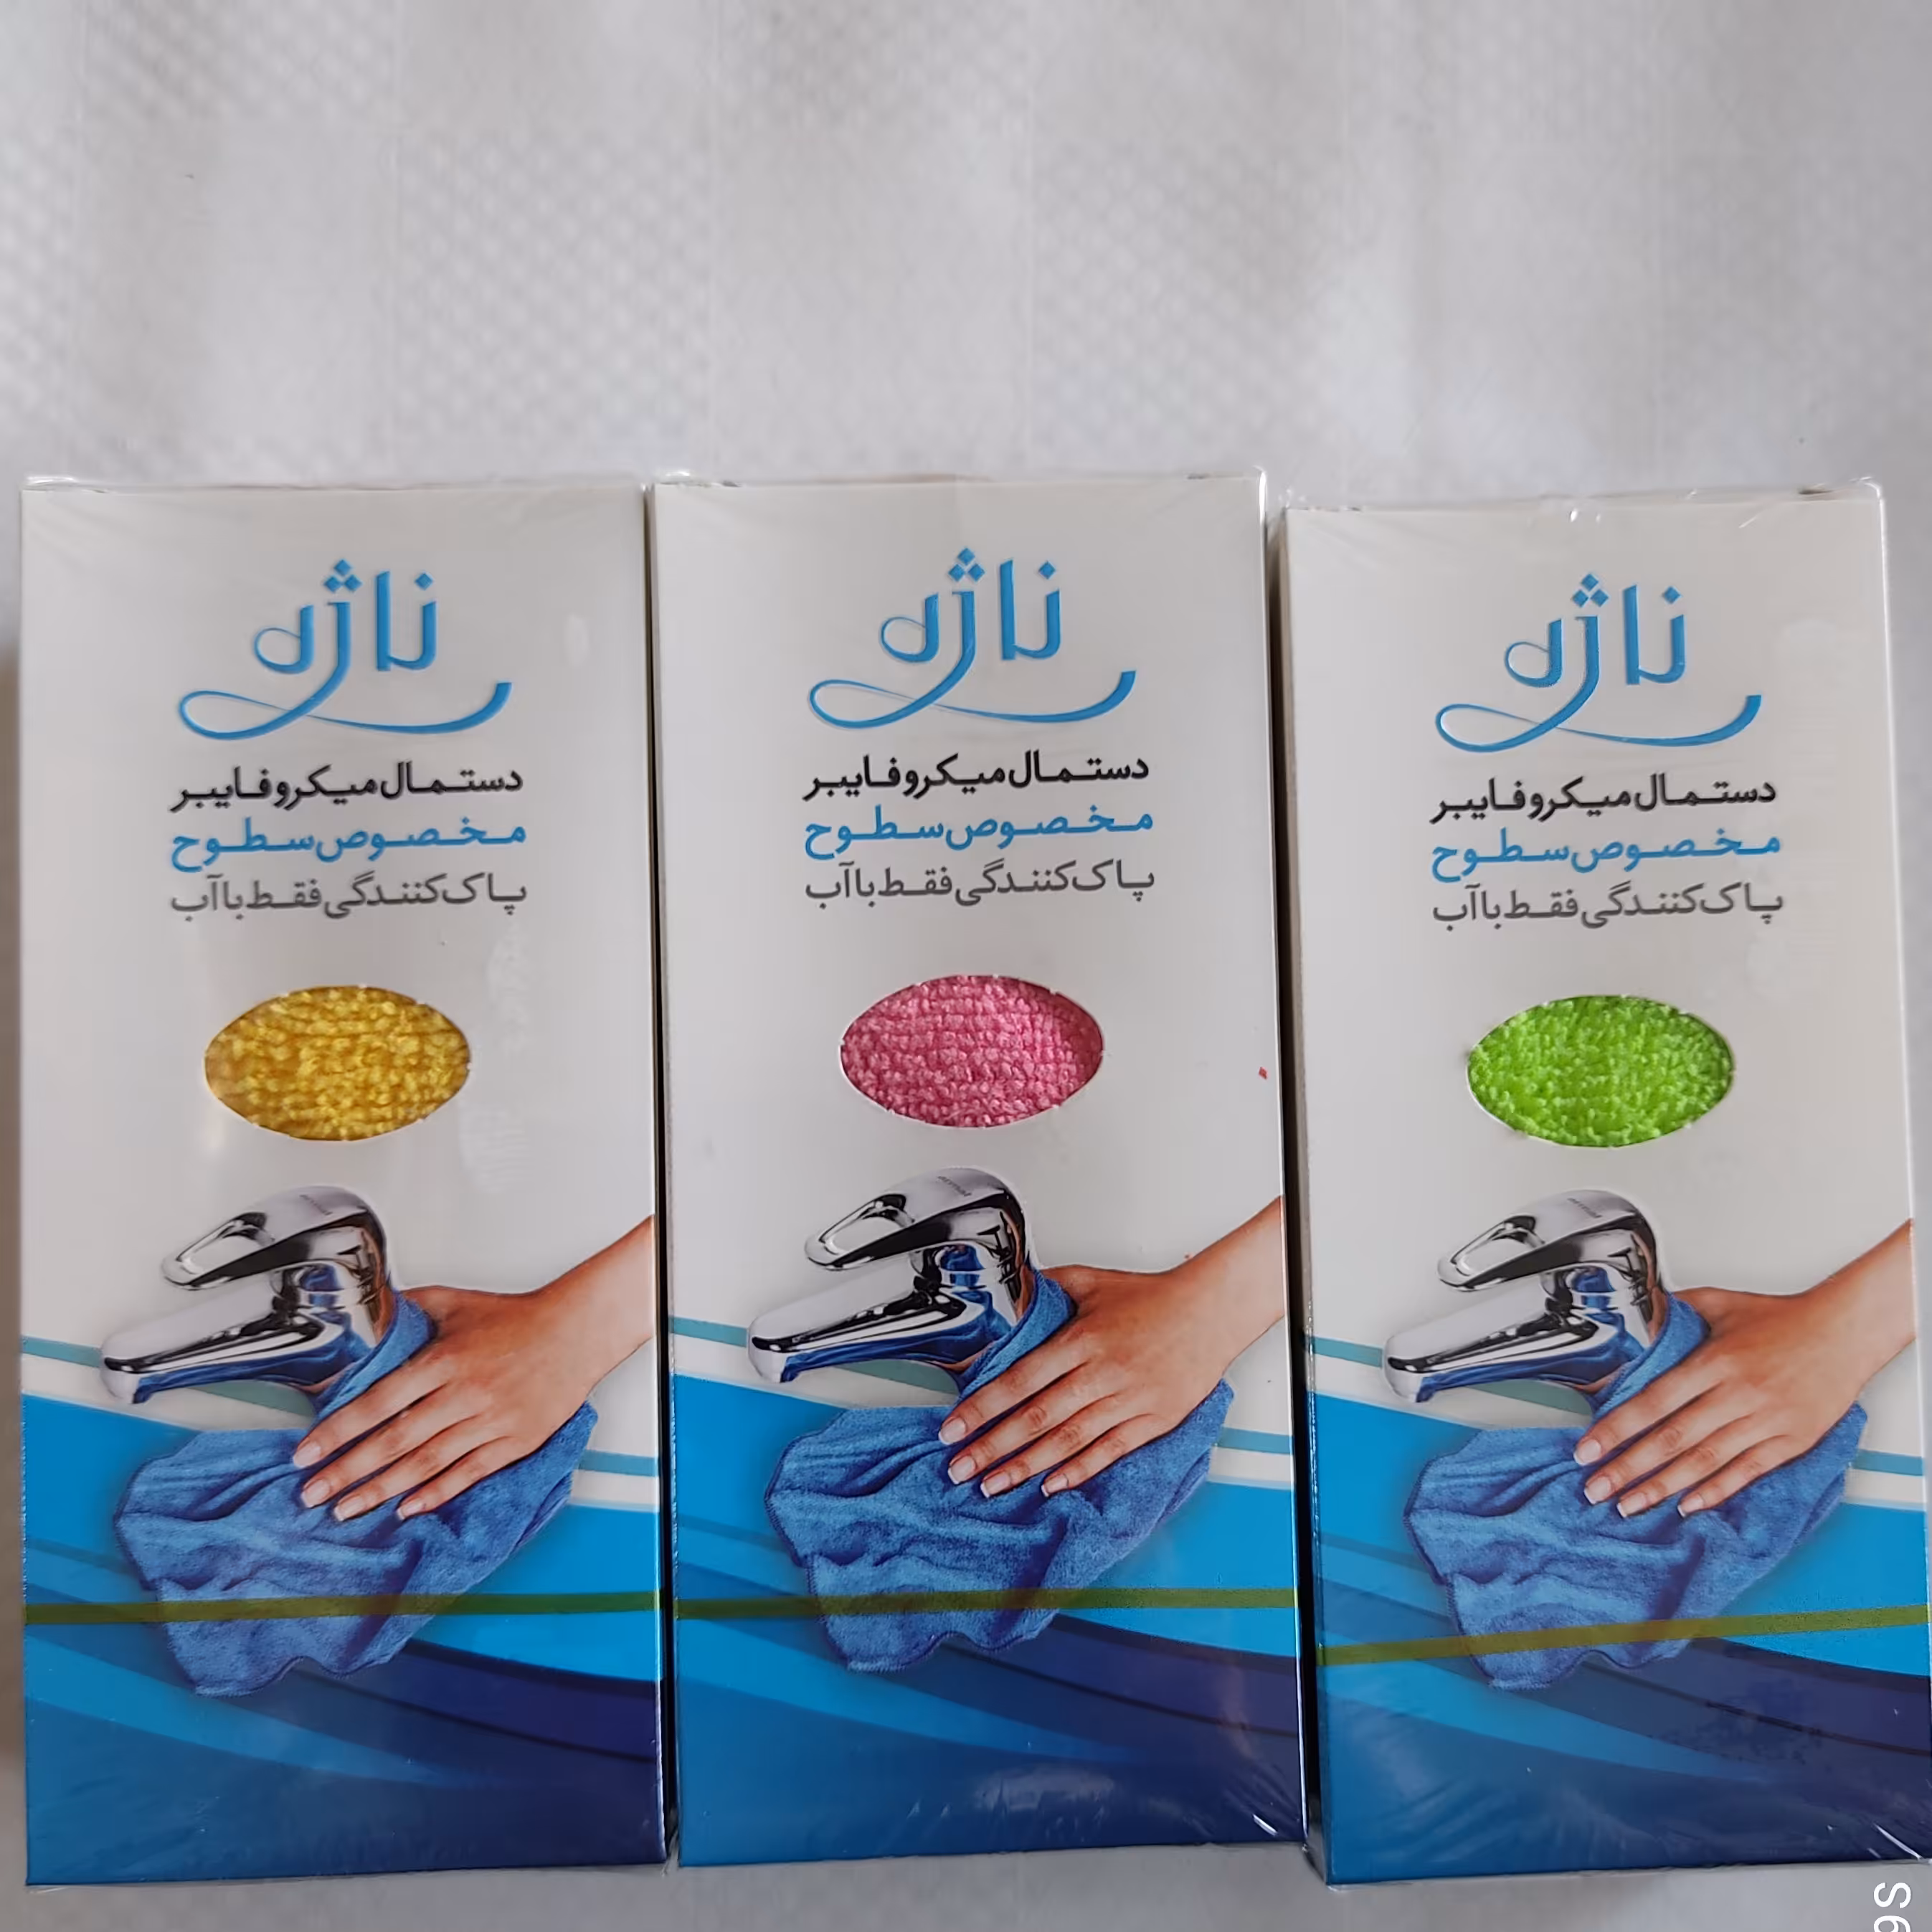 ناژه
دستمال میکروفایبر
مخصوص سطوح
پاک‌کنندگی فقط با آب
ناژه
دستمال میکروفایبر
مخصوص سطوح
پاک‌کنندگی فقط با آب
ناژه
دستمال میکروفایبر
مخصوص سطوح
پاک‌کنندگی فقط با آب